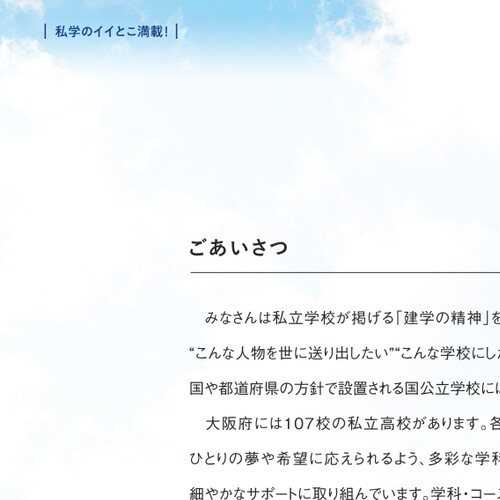 | 私学のイイとこ満載! |
ごあいさつ
みなさんは私立学校が掲げる「建学の精神」を
“こんな人物を世に送り出したい”“こんな学校にし
国や都道府県の方針で設置される国公立学校に
大阪府には107校の私立高校があります。各
ひとりの夢や希望に応えられるよう、多彩な学科
細やかなサポートに取り組んでいます。学科・コー